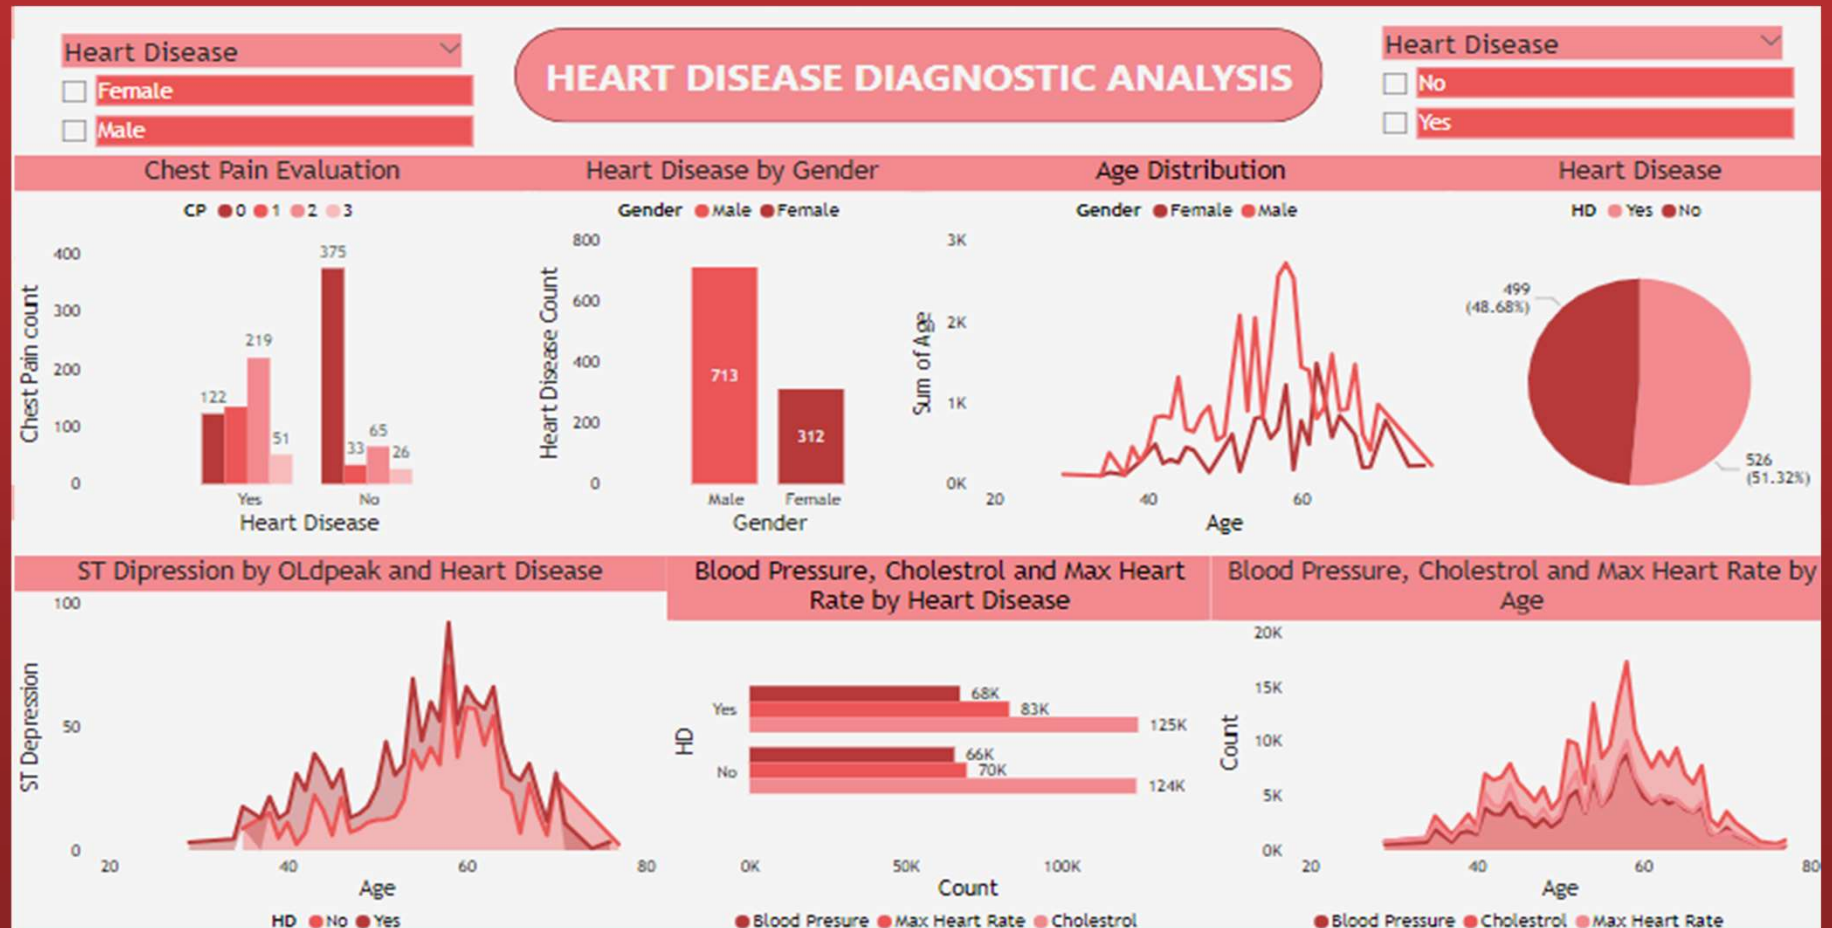 Heart Disease
Female
Male
HEART DISEASE DIAGNOSTIC ANALYSIS
Heart Disease
No
Yes
Chest Pain Evaluation
CP 0 1 2 3
Chest Pain count
400
300
200
100
0
122
219
51
375
33
65
26
Yes
No
Heart Disease
Heart Disease by Gender
Gender Male Female
Heart Disease Count
800
600
400
200
0
713
312
Male
Female
Gender
Age Distribution
Gender Female Male
Sum of Age
3K
2K
1K
0K
20
40
60
Age
Heart Disease
HD Yes No
499
(48.68%)
526
(51.32%)
ST Dipression by OLdpeak and Heart Disease
ST Depression
100
50
0
20
40
60
80
Age
HD No Yes
Blood Pressure, Cholestrol and Max Heart
Rate by Heart Disease
HD
Yes
68K
83K
125K
No
66K
70K
124K
0K
50K
100K
Count
Blood Presure Max Heart Rate Cholestrol
Blood Pressure, Cholestrol and Max Heart Rate by
Age
Count
20K
15K
10K
5K
0K
20
40
60
80
Age
Blood Pressure Cholestrol Max Heart Rate